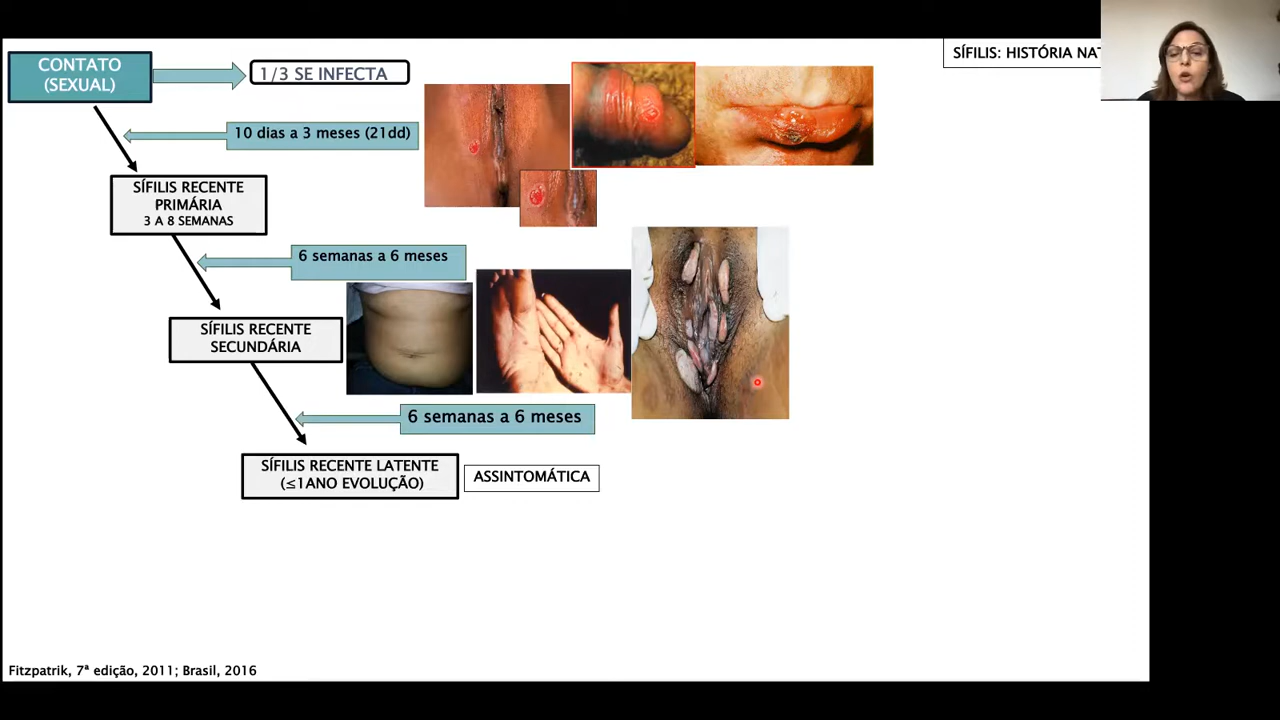 CONTATO
(SEXUAL)
1/3 SE INFECTA
SÍFILIS: HISTÓRIA
10 dias a 3 meses (21dd)
SÍFILIS RECENTE
PRIMÁRIA
3 A 8 SEMANAS
6 semanas a 6 meses
SÍFILIS RECENTE
SECUNDÁRIA
6 semanas a 6 meses
SÍFILIS RECENTE LATENTE
(≤1ANO EVOLUÇÃO)
ASSINTOMÁTICA
Fitzpatrik, 7ª edição, 2011; Brasil, 2016